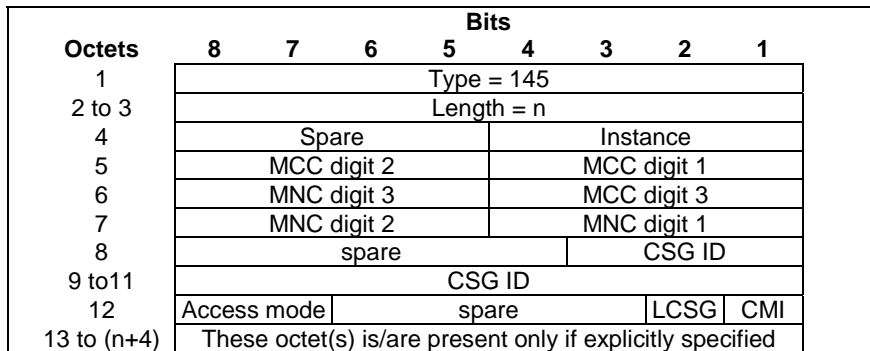 Bits
Octets 8 7 6 5 4 3 2 1
1 Type = 145
2 to 3 Length = n
4 Spare Instance
5 MCC digit 2 MCC digit 1
6 MNC digit 3 MCC digit 3
7 MNC digit 2 MNC digit 1
8 spare CSG ID
9 to11 CSG ID
12 Access mode spare LCSG CMI
13 to (n+4) These octet(s) is/are present only if explicitly specified